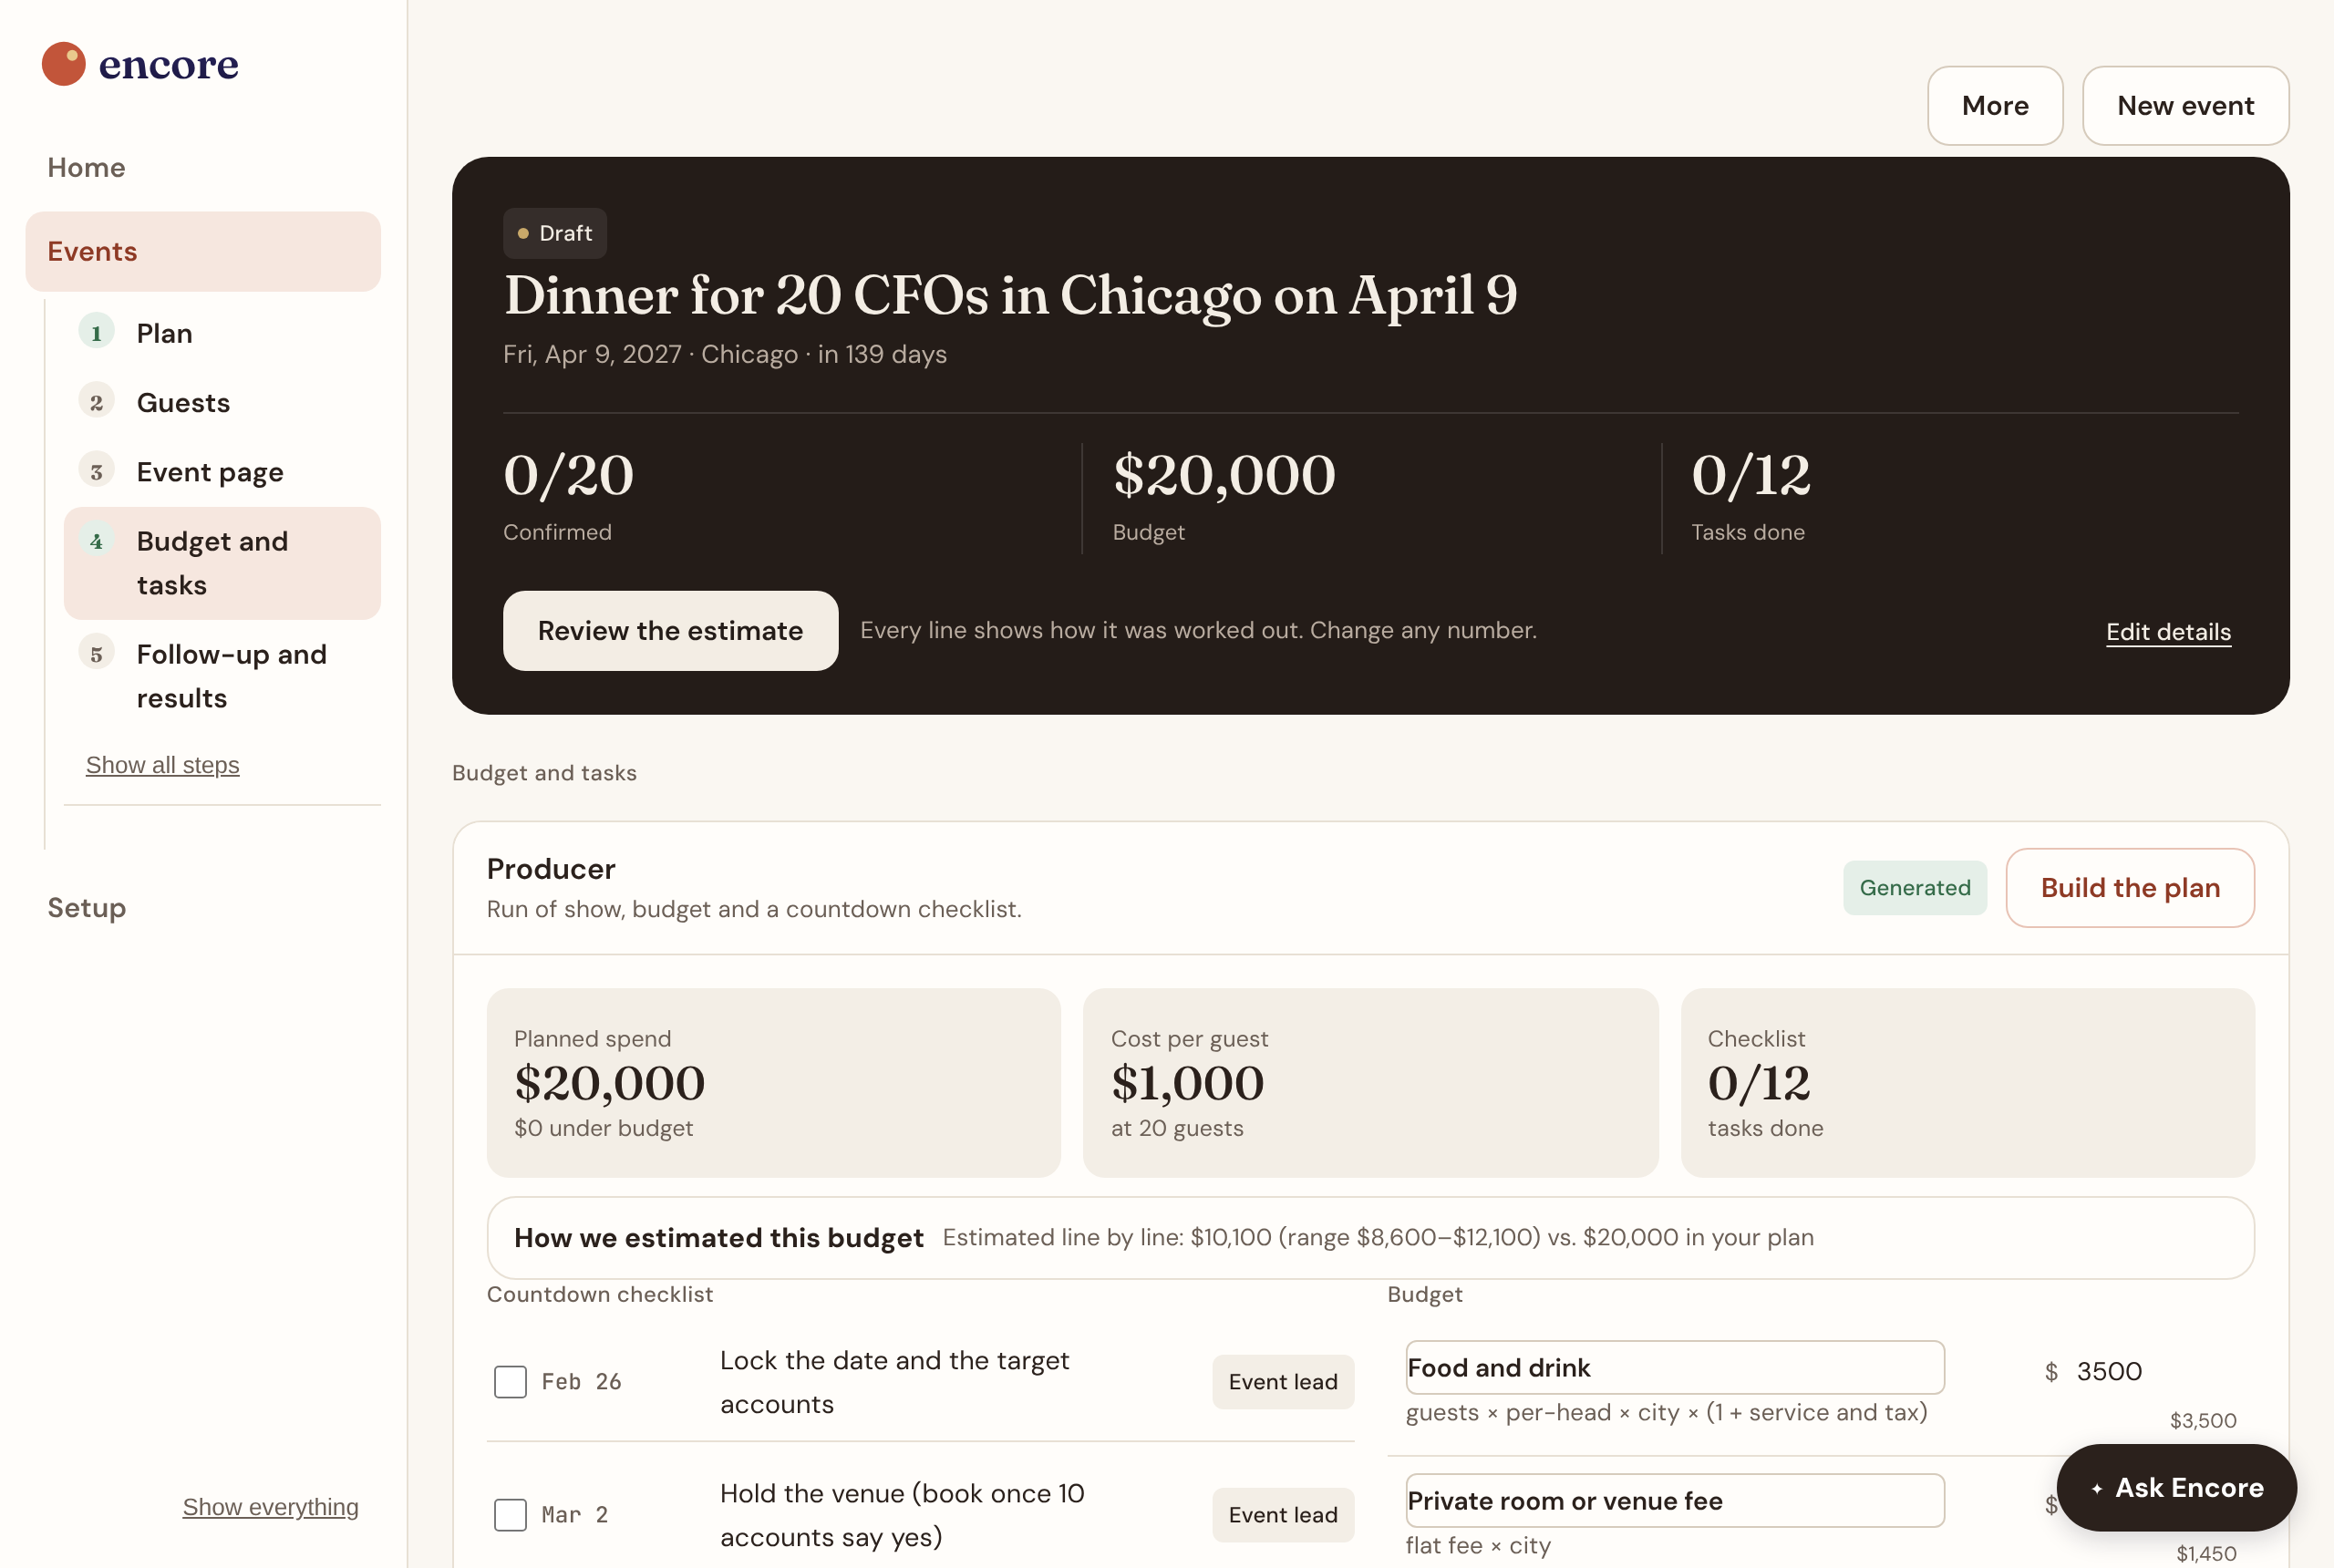 encore
Home
Events
1 Plan
2 Guests
3 Event page
4 Budget and
tasks
5 Follow-up and
results
Show all steps
Setup
Show everything
More
New event
Draft
Dinner for 20 CFOs in Chicago on April 9
Fri, Apr 9, 2027 · Chicago · in 139 days
0/20
Confirmed
$20,000
Budget
0/12
Tasks done
Review the estimate
Every line shows how it was worked out. Change any number.
Edit details
Budget and tasks
Producer
Run of show, budget and a countdown checklist.
Generated
Build the plan
Planned spend
$20,000
$0 under budget
Cost per guest
$1,000
at 20 guests
Checklist
0/12
tasks done
How we estimated this budget Estimated line by line: $10,100 (range $8,600–$12,100) vs. $20,000 in your plan
Countdown checklist
Feb 26
Lock the date and the target
accounts
Event lead
Mar 2
Hold the venue (book once 10
accounts say yes)
Event lead
Budget
Food and drink
$ 3500
guests × per-head × city × (1 + service and tax)
$3,500
Private room or venue fee
$
flat fee × city
$1,450
✦ Ask Encore